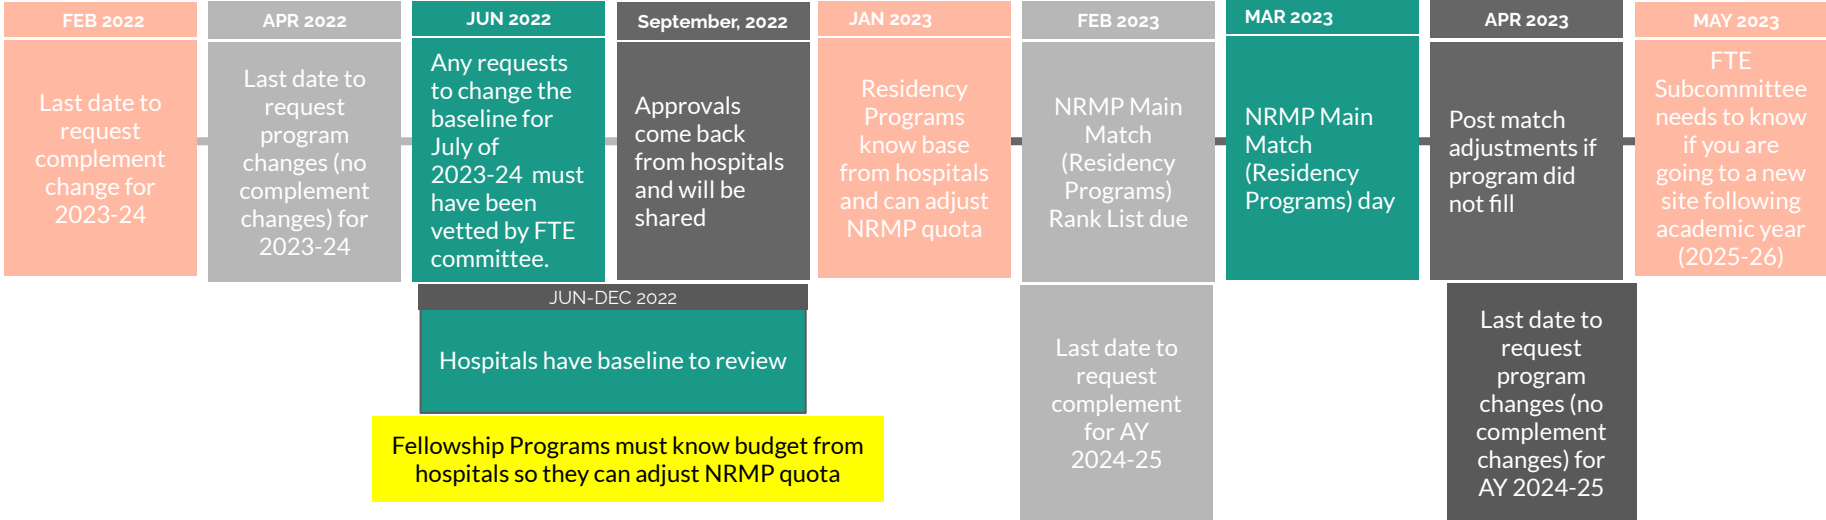 FEB 2022
Last date to
request
complement
change for
2023-24
APR 2022
Last date to
request
program
changes (no
complement
changes) for
2023-24
JUN 2022
Any requests
to change the
baseline for
July of
2023-24 must
have been
vetted by FTE
committee.
September, 2022
Approvals
come back
from hospitals
and will be
shared
JUN-DEC 2022
Hospitals have baseline to review
Fellowship Programs must know budget from
hospitals so they can adjust NRMP quota
JAN 2023
Residency
Programs
know base
from hospitals
and can adjust
NRMP quota
FEB 2023
NRMP Main
Match
(Residency
Programs)
Rank List due
Last date to
request
complement
for AY
2024-25
MAR 2023
NRMP Main
Match
(Residency
Programs) day
APR 2023
Post match
adjustments if
program did
not fill
Last date to
request
program
changes (no
complement
changes) for
AY 2024-25
MAY 2023
FTE
Subcommittee
needs to know
if you are
going to a new
site following
academic year
(2025-26)